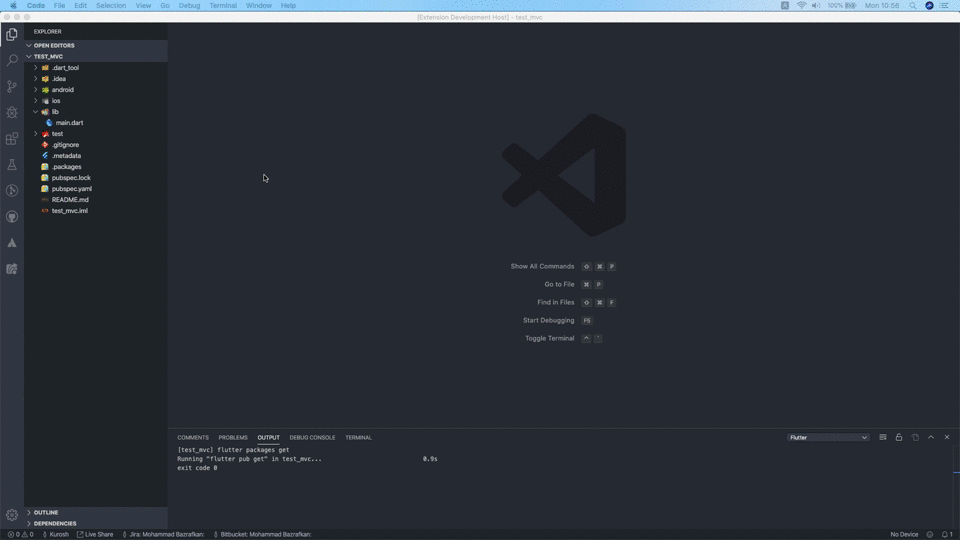 Code File Edit Selection View Go Debug Terminal Window Help
100% Mon 10:56
[Extension Development Host] - test_mvc
EXPLORER
OPEN EDITORS
TEST_MVC
.dart_tool
.idea
android
ios
lib
main.dart
test
.gitignore
.metadata
.packages
pubspec.lock
pubspec.yaml
README.md
test_mvc.iml
Show All Commands ⇧ ⌘ P
Go to File ⌘ P
Find in Files ⇧ ⌘ F
Start Debugging F5
Toggle Terminal ^ `
COMMENTS PROBLEMS OUTPUT DEBUG CONSOLE TERMINAL
Flutter
[test_mvc] flutter packages get
Running "flutter pub get" in test_mvc... 0.9s
exit code 0
OUTLINE
DEPENDENCIES
0 0 Kurosh Live Share Jira: Mohammad Bazrafkan: Bitbucket: Mohammad Bazrafkan: No Device 1